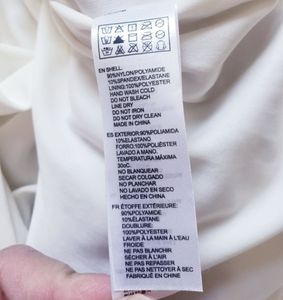 EN SHELL:
90%NYLON/POLYAMIDE
10%SPANDEX/ELASTANE
LINING:100%POLYESTER
HAND WASH COLD
DO NOT BLEACH
LINE DRY
DO NOT IRON
DO NOT DRY CLEAN
MADE IN CHINA
ES EXTERIOR:90%POLIAMIDA
10%ELASTANO
FORRO:100%POLIÉSTER
LAVADO A MANO.
TEMPERATURA MÁXIMA
30oC
NO BLANQUEAR
SECAR COLGADO
NO PLANCHAR
NO LAVADO EN SECO
HECHO EN CHINA
FR ÉTOFFE EXTÉRIEURE:
90%POLYAMIDE
10%ÉLASTANE
DOUBLURE:
100%POLYESTER
LAVER À LA MAIN À L'EAU
FROIDE
NE PAS BLANCHIR
SÉCHER À L'AIR
NE PAS REPASSER
NE PAS NETTOYER À SEC
FABRIQUÉ EN CHINE